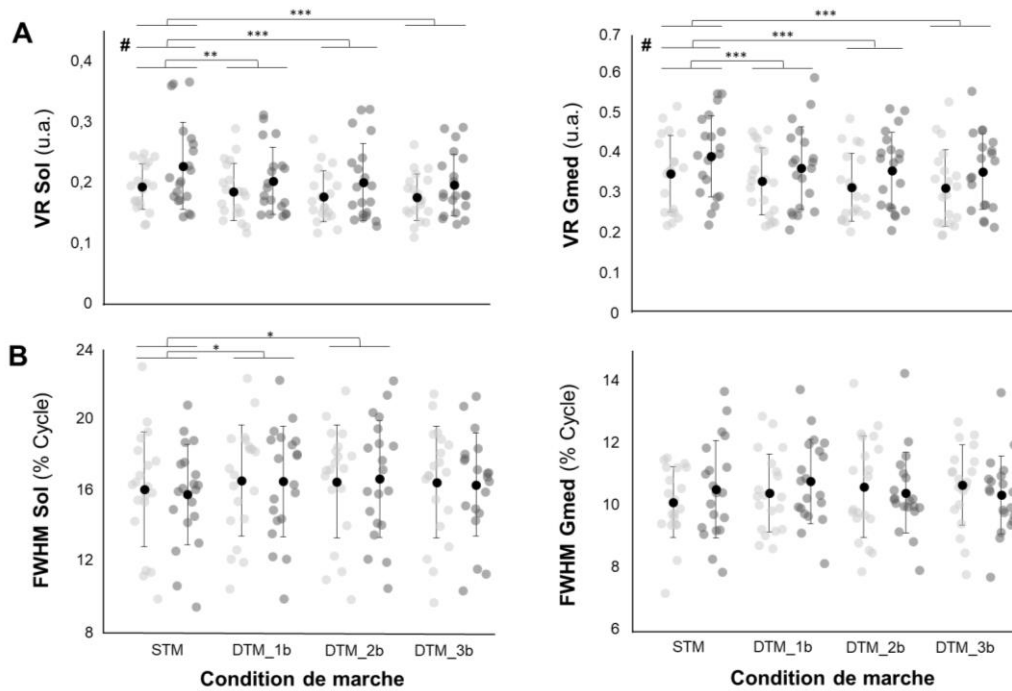 A
#
***
***
**
VR Sol (u.a.)
0,4
0,3
0,2
0,1
0
#
***
***
***
VR Gmed (u.a.)
0.7
0.6
0.5
0.4
0.3
0.2
0.1
0
B
*
*
FWHM Sol (% Cycle)
24
20
16
12
8
STM
DTM_1b
DTM_2b
DTM_3b
Condition de marche
FWHM Gmed (% Cycle)
14
12
10
8
6
STM
DTM_1b
DTM_2b
DTM_3b
Condition de marche